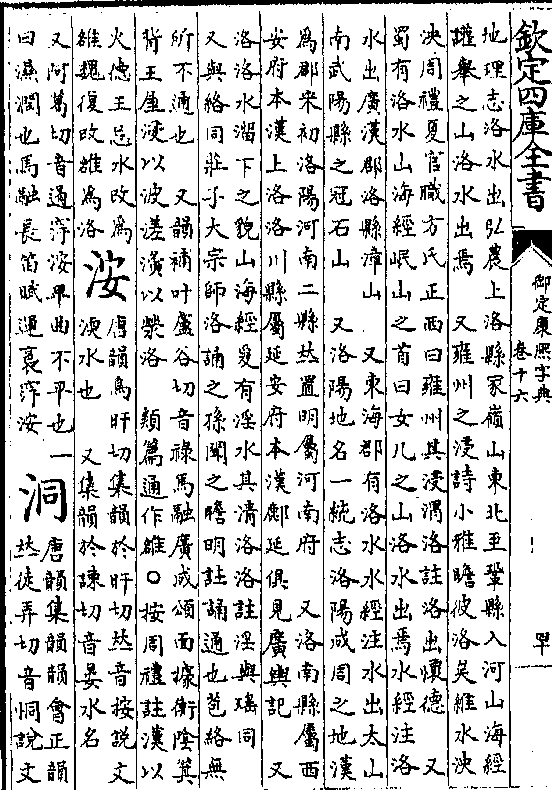 欽定四庫全書
御定康熙字典
卷十六
四十
地理志洛水出弘農上洛縣冢嶺山東北至鞏縣入河山海經
讙舉之山洛水出焉　又雍州之浸詩小雅瞻彼洛矣維水泱
泱周禮夏官職方氏正西曰雍州其浸渭洛註洛出懷德　又
蜀有洛水山海經岷山之首曰女几之山洛水出焉水經注洛
水出廣漢郡洛縣漳山　又東海郡有洛水水經注水出太山
南武陽縣之冠石山　又洛陽地名一統志洛陽成周之地漢
爲郡宋初洛陽河南二縣𠀤置明屬河南府　又洛南縣屬西
安府本漢上洛洛川縣屬延安府本漢鄜延俱見廣輿記　又
洛洛水溜下之貌山海經爰有淫水其清洛洛註淫與瑤同
又與絡同莊子大宗師洛誦之孫聞之瞻明註誦通也苞絡無
所不通也　又韻補叶盧谷切音祿馬融廣成頌面據衡陰箕
背王屋浸以波溠演以滎洛　類篇通作雒○按周禮註漢以
火德王忌水改爲
雒魏復改雒爲洛
洝
唐韻烏旰切集韻於旰切𠀤音按說文
渜水也　又集韻於諫切音晏水名
又阿葛切音遏窏洝卑曲不平也一
曰濕潤也馬融長笛賦運裛窏洝
洞
唐韻集韻韻會正韻
𠀤徒弄切音恫說文